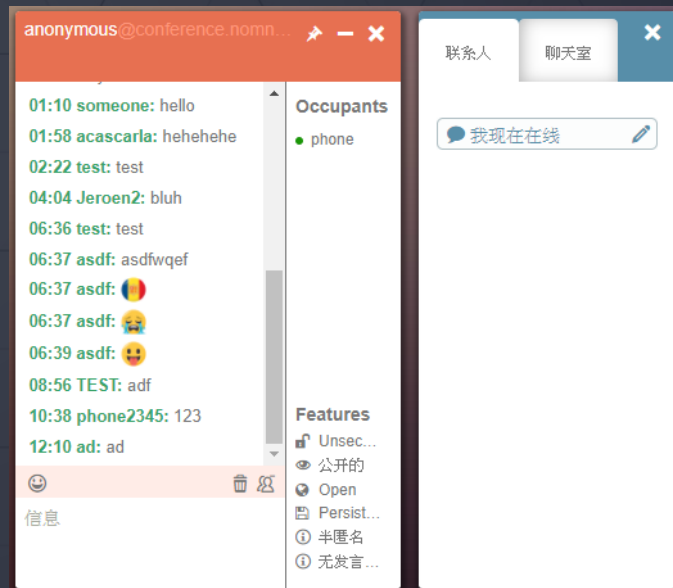 anonymous@conference.nomn...
01:10 someone: hello
01:58 acascarla: hehehehe
02:22 test: test
04:04 Jeroen2: bluh
06:36 test: test
06:37 asdf: asdfwqef
06:37 asdf:
06:37 asdf:
06:39 asdf:
08:56 TEST: adf
10:38 phone2345: 123
12:10 ad: ad
信息
Occupants
phone
Features
Unsec...
公开的
Open
Persist...
半匿名
无发言...
联系人
聊天室
我现在在线